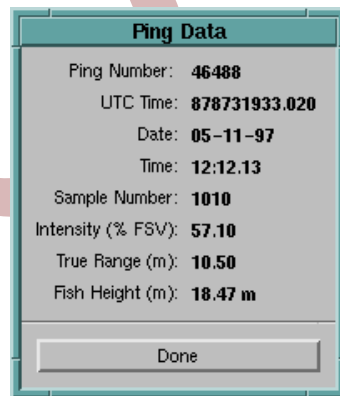 Ping Data
Ping Number: 46488
UTC Time: 878731933.020
Date: 05-11-97
Time: 12:12.13
Sample Number: 1010
Intensity (% FSV): 57.10
True Range (m): 10.50
Fish Height (m): 18.47 m
Done